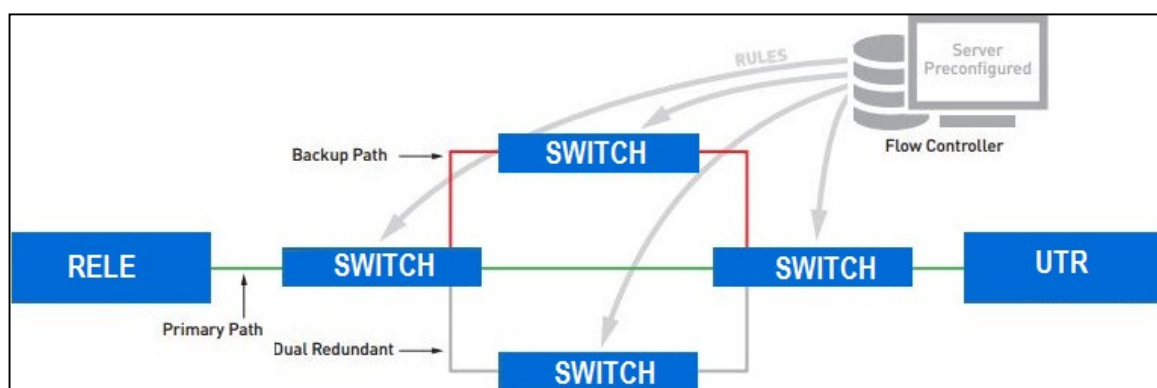 RULES
Server
Preconfigured
Flow Controller
Backup Path
SWITCH
RELE
SWITCH
SWITCH
UTR
Primary Path
Dual Redundant
SWITCH